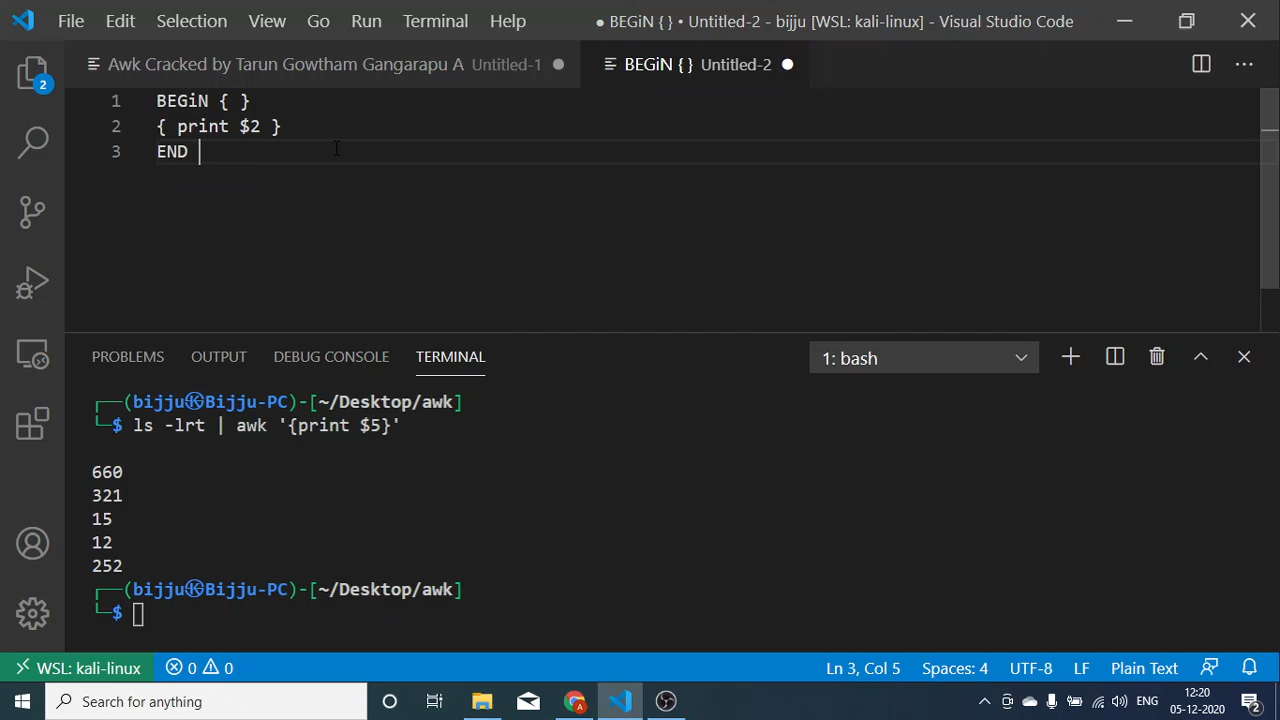 File Edit Selection View Go Run Terminal Help ● BEGiN { } • Untitled-2 - bijju [WSL: kali-linux] - Visual Studio Code
Awk Cracked by Tarun Gowtham Gangarapu A Untitled-1 BEGiN { } Untitled-2
2
1 BEGiN { }
2 { print $2 }
3 END
PROBLEMS OUTPUT DEBUG CONSOLE TERMINAL 1: bash
┌──(bijju㉿Bijju-PC)-[~/Desktop/awk]
└─$ ls -lrt | awk '{print $5}'
660
321
15
12
252
┌──(bijju㉿Bijju-PC)-[~/Desktop/awk]
└─$
WSL: kali-linux 0 0 Ln 3, Col 5 Spaces: 4 UTF-8 LF Plain Text
Search for anything ENG 12:20
05-12-2020 2